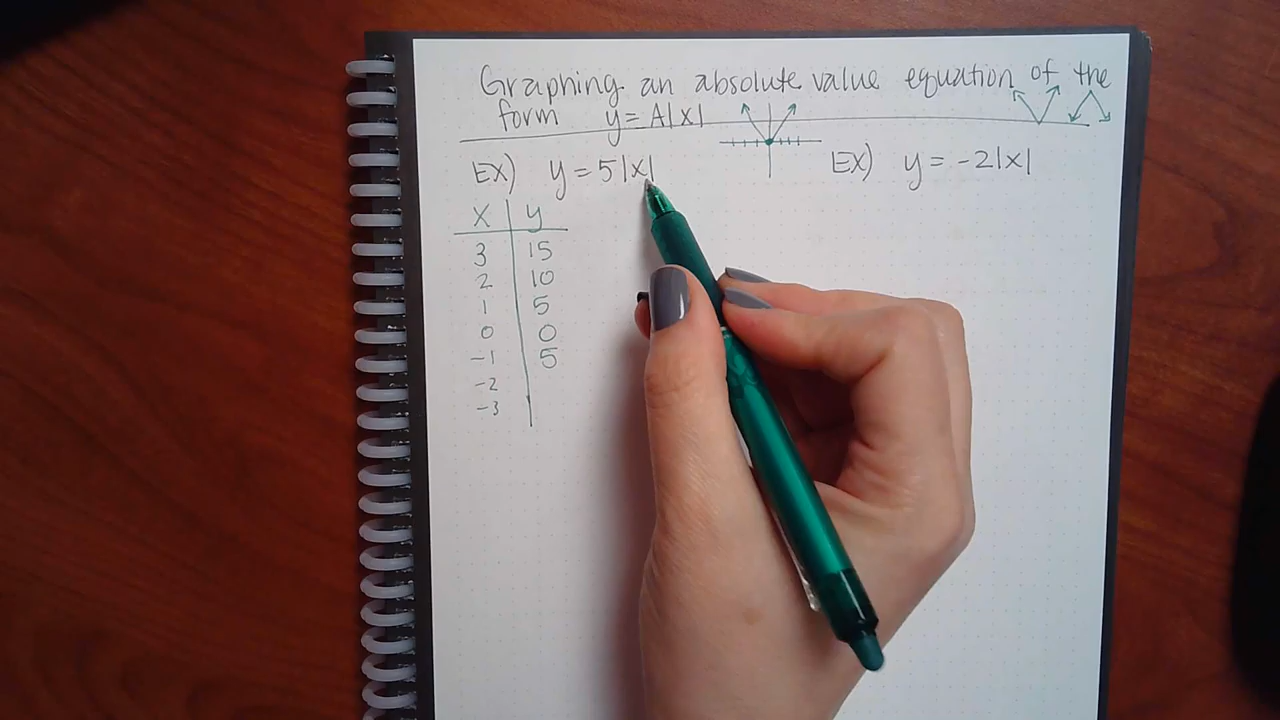 Graphing an absolute value equation of the
form y = A|x|
EX) y = 5|x|
EX) y = -2|x|
x y
3 15
2 10
1 5
0 0
-1 5
-2
-3